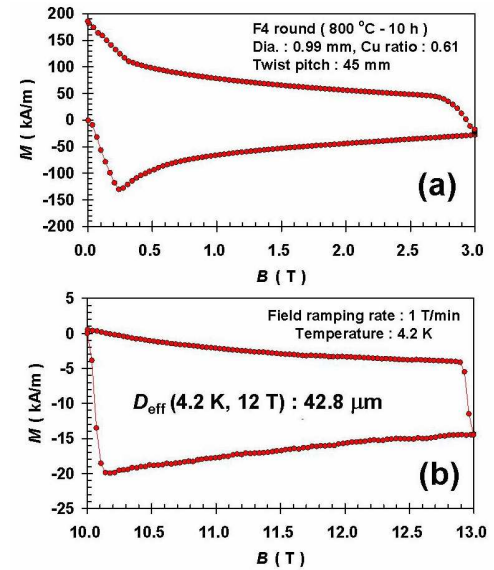 200
F4 round ( 800 °C - 10 h )
150
Dia. : 0.99 mm, Cu ratio : 0.61
100
Twist pitch : 45 mm
50
0
-50
-100
-150
-200
M ( kA/m )
(a)
0.0 0.5 1.0 1.5 2.0 2.5 3.0
B ( T )
5
Field ramping rate : 1 T/min
0
Temperature : 4.2 K
-5
-10
Deff (4.2 K, 12 T) : 42.8 μm
-15
-20
-25
M ( kA/m )
(b)
10.0 10.5 11.0 11.5 12.0 12.5 13.0
B ( T )